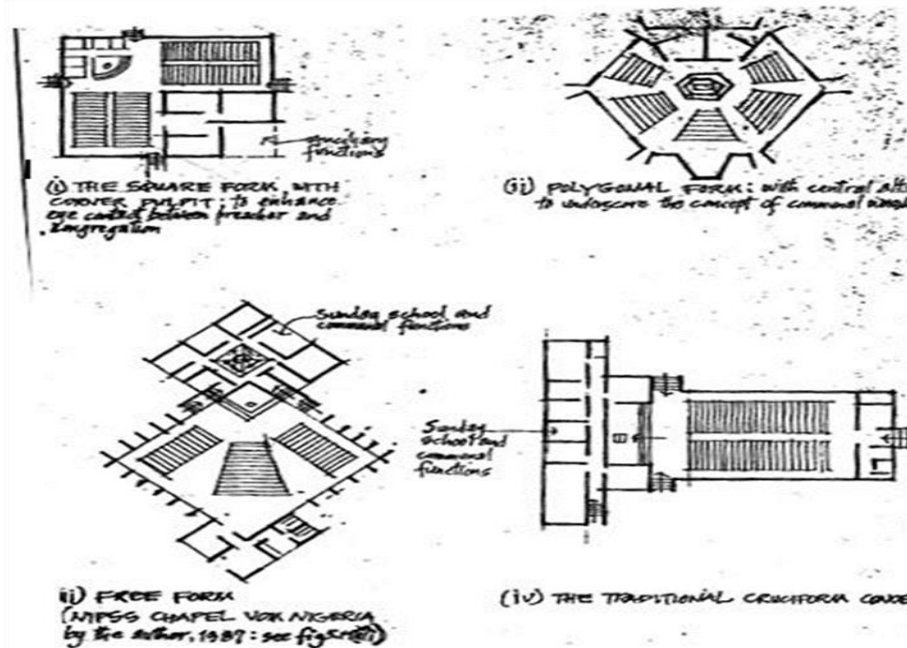 ancillary
functions
(i) THE SQUARE FORM, WITH
CORNER PULPIT; to enhance
eye contact between preacher and
congregation
(ii) POLYGONAL FORM: with central
to underscore the concept of communal
Sunday school and
communal functions
Sunday
school and
communal
functions
ii) FREE FORM
(NIPSS CHAPEL NIGERIA
by the author, 1987: see
(iv) THE TRADITIONAL CRUCIFORM